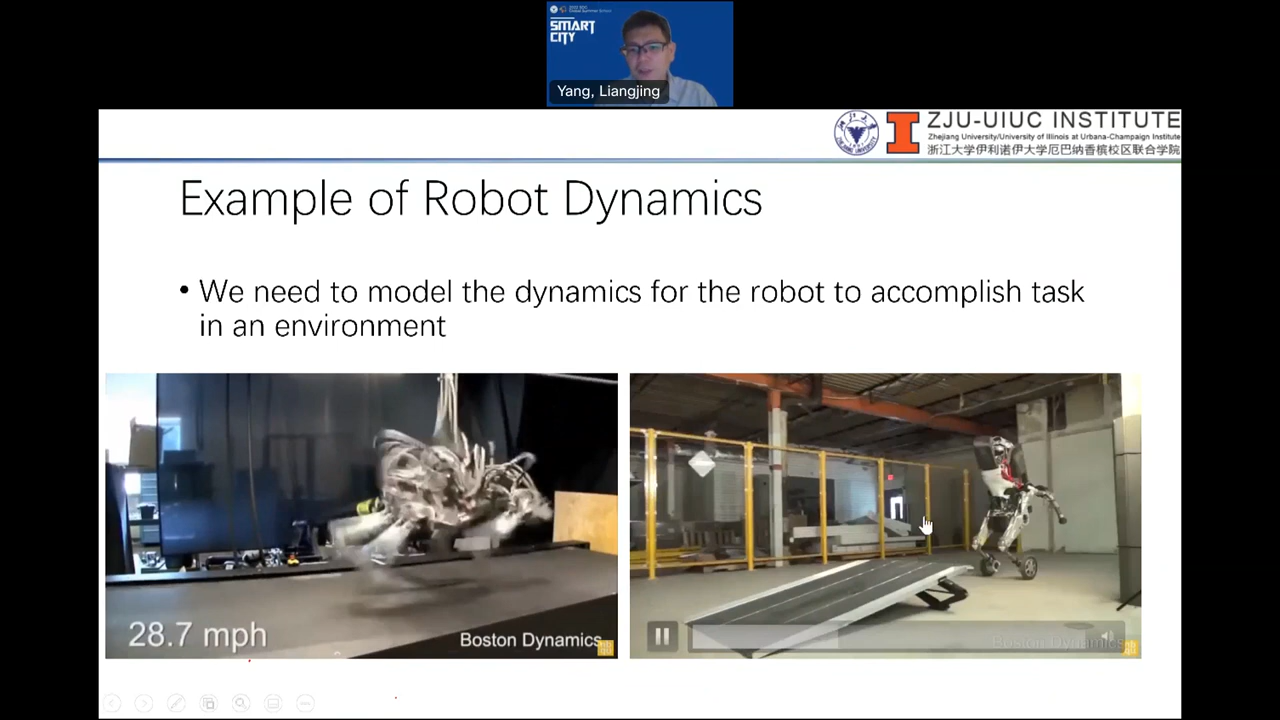 SMART
CITY
Yang, Liangjing
ZJU-UIUC INSTITUTE
Zhejiang University/University of Illinois at Urbana-Champaign Institute
浙江大学伊利诺伊大学厄巴纳香槟校区联合学院
Example of Robot Dynamics
• We need to model the dynamics for the robot to accomplish task
in an environment
28.7 mph
Boston Dynamics
Boston Dynamics